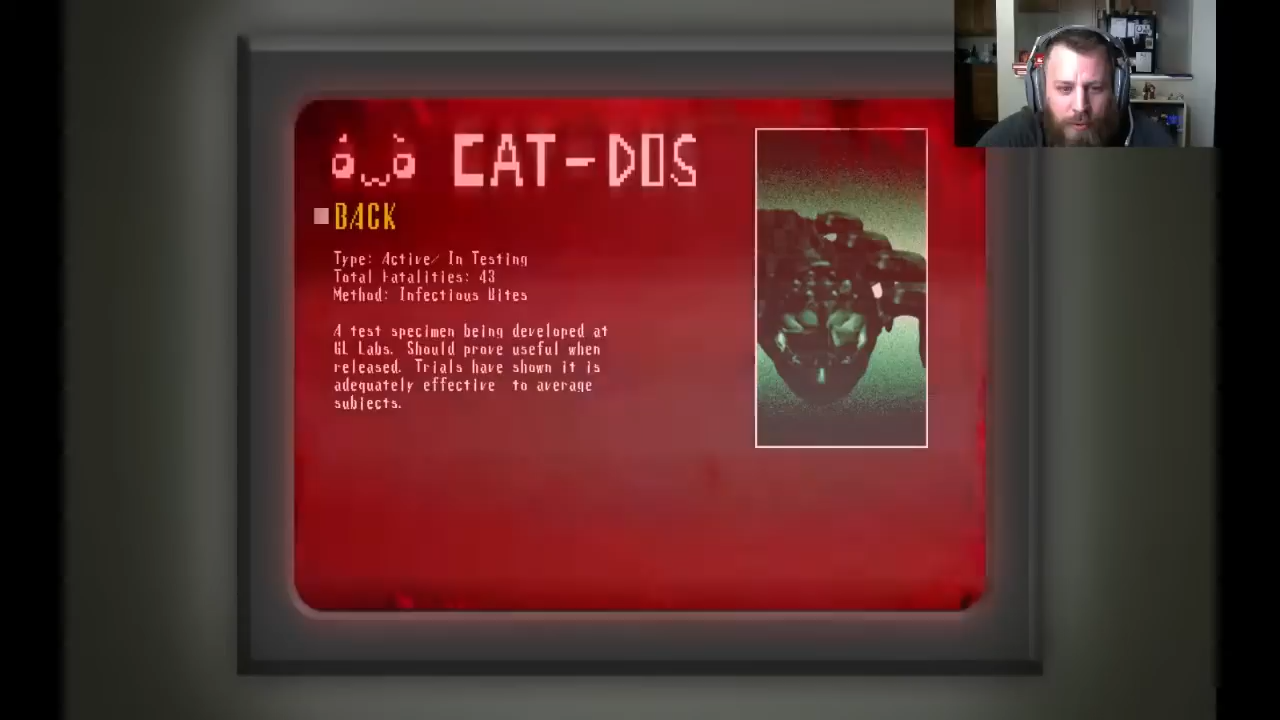 CAT-DOS
BACK
Type: Active/ In Testing
Total Fatalities: 43
Method: Infectious Bites
A test specimen being developed at
GL Labs. Should prove useful when
released. Trials have shown it is
adequately effective to average
subjects.